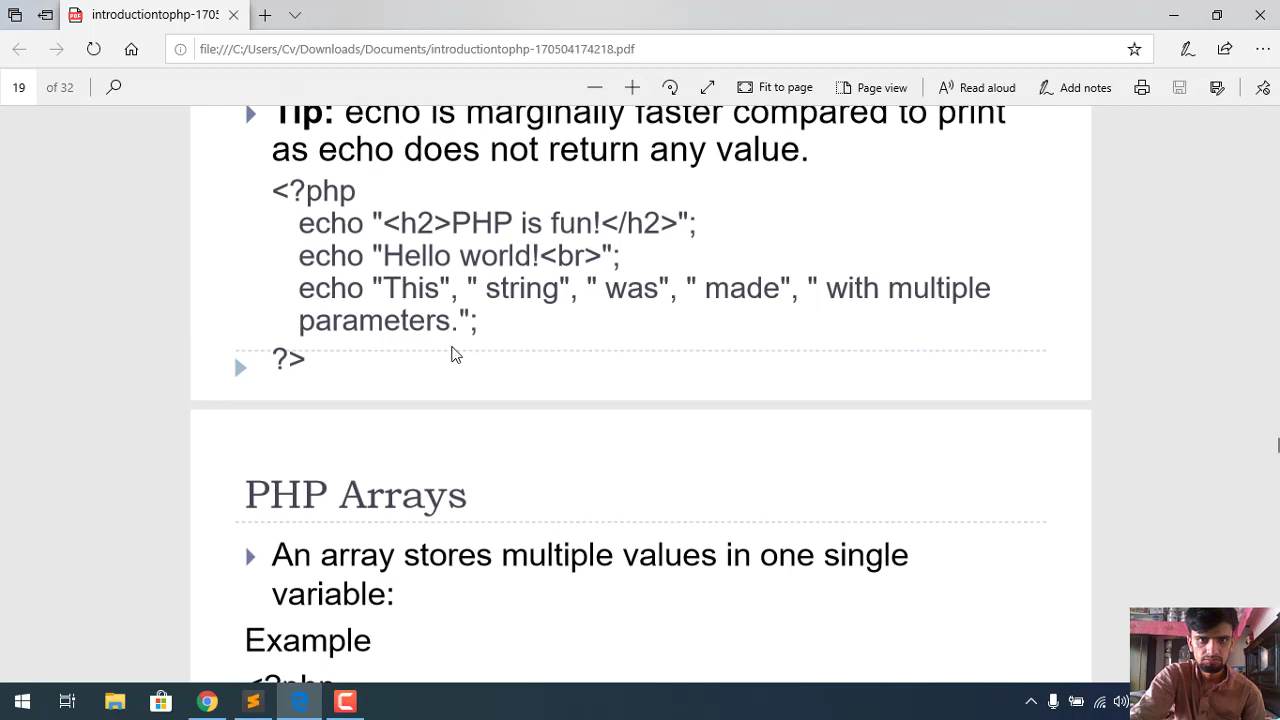 introductiontophp-1705
file:///C:/Users/Cv/Downloads/Documents/introductiontophp-170504174218.pdf
19 of 32 Fit to page Page view Read aloud Add notes
Tip: echo is marginally faster compared to print
as echo does not return any value.
<?php
echo "<h2>PHP is fun!</h2>";
echo "Hello world!<br>";
echo "This", " string", " was", " made", " with multiple
parameters.";
?>
PHP Arrays
An array stores multiple values in one single
variable:
Example
<?php